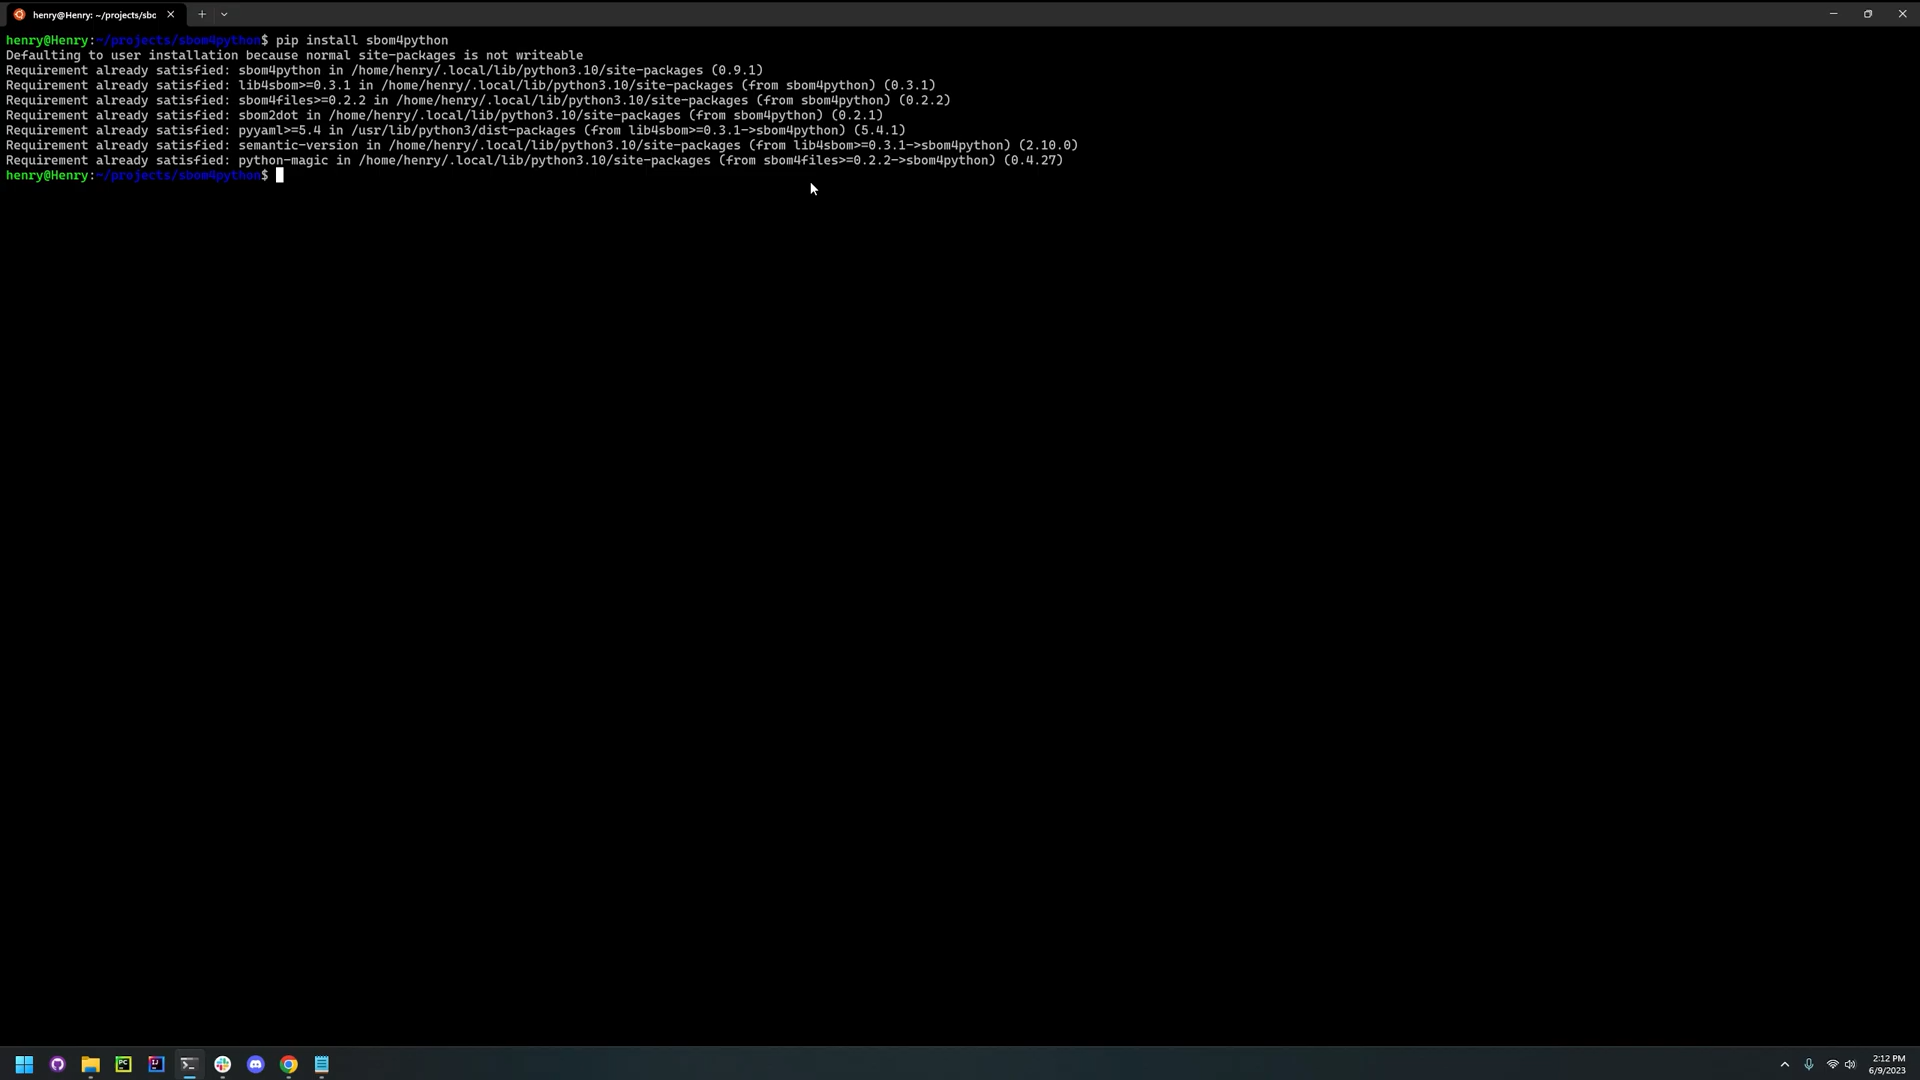 henry@Henry: ~/projects/sbc
henry@Henry:~/projects/sbom4python$ pip install sbom4python
Defaulting to user installation because normal site-packages is not writeable
Requirement already satisfied: sbom4python in /home/henry/.local/lib/python3.10/site-packages (0.9.1)
Requirement already satisfied: lib4sbom>=0.3.1 in /home/henry/.local/lib/python3.10/site-packages (from sbom4python) (0.3.1)
Requirement already satisfied: sbom4files>=0.2.2 in /home/henry/.local/lib/python3.10/site-packages (from sbom4python) (0.2.2)
Requirement already satisfied: sbom2dot in /home/henry/.local/lib/python3.10/site-packages (from sbom4python) (0.2.1)
Requirement already satisfied: pyyaml>=5.4 in /usr/lib/python3/dist-packages (from lib4sbom>=0.3.1->sbom4python) (5.4.1)
Requirement already satisfied: semantic-version in /home/henry/.local/lib/python3.10/site-packages (from lib4sbom>=0.3.1->sbom4python) (2.10.0)
Requirement already satisfied: python-magic in /home/henry/.local/lib/python3.10/site-packages (from sbom4files>=0.2.2->sbom4python) (0.4.27)
henry@Henry:~/projects/sbom4python$
PC
IJ
2:12 PM
6/9/2023